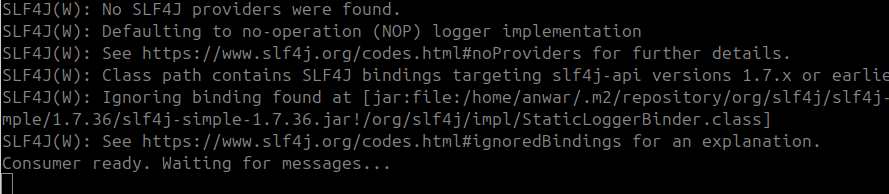 SLF4J(W): No SLF4J providers were found.
SLF4J(W): Defaulting to no-operation (NOP) logger implementation
SLF4J(W): See https://www.slf4j.org/codes.html#noProviders for further details.
SLF4J(W): Class path contains SLF4J bindings targeting slf4j-api versions 1.7.x or earlie
SLF4J(W): Ignoring binding found at [jar:file:/home/anwar/.m2/repository/org/slf4j/slf4j-
mple/1.7.36/slf4j-simple-1.7.36.jar!/org/slf4j/impl/StaticLoggerBinder.class]
SLF4J(W): See https://www.slf4j.org/codes.html#ignoredBindings for an explanation.
Consumer ready. Waiting for messages...